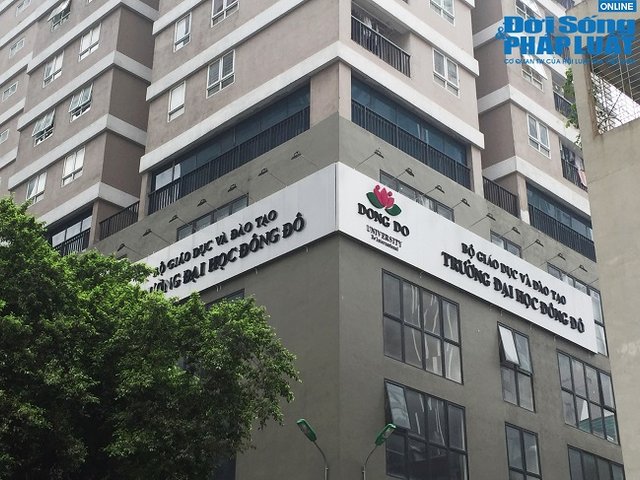 ONLINE
Đời Sống
& PHÁP LUẬT
BỘ GIÁO DỤC VÀ ĐÀO TẠO
ĐẠI HỌC ĐÔNG ĐÔ
DONG DO
UNIVERSITY
BỘ GIÁO DỤC VÀ ĐÀO TẠO
TRƯỜNG ĐẠI HỌC ĐÔNG ĐÔ